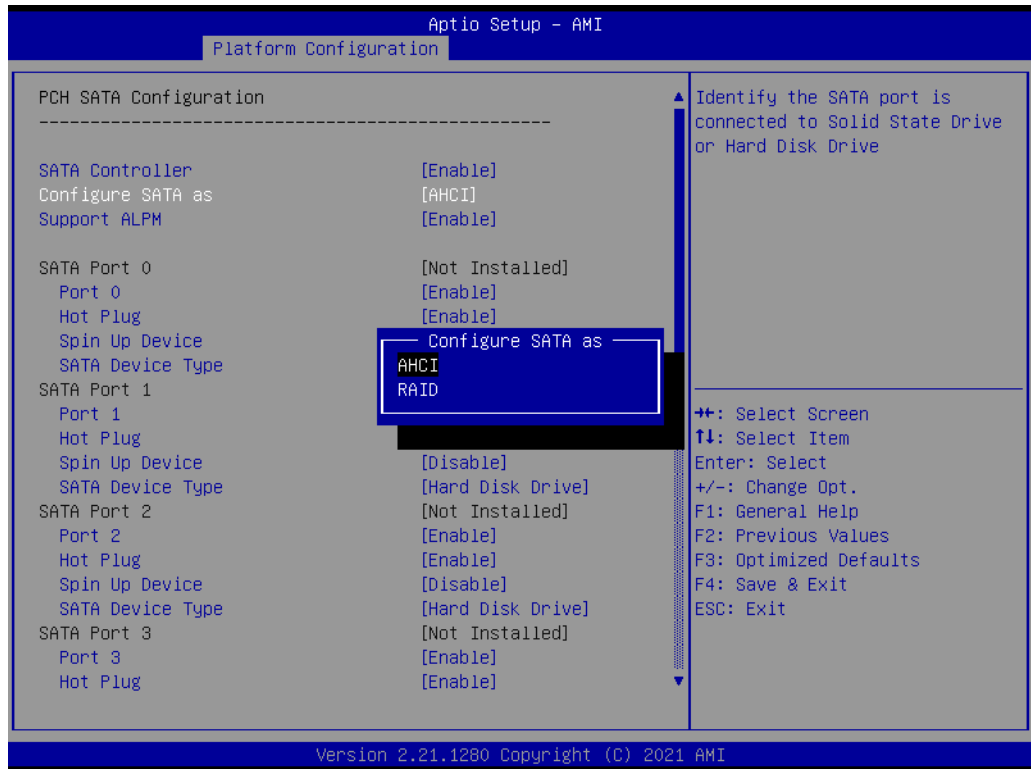 Aptio Setup – AMI
Platform Configuration
PCH SATA Configuration
--------------------------------------------------
SATA Controller [Enable]
Configure SATA as [AHCI]
Support ALPM [Enable]
SATA Port 0 [Not Installed]
Port 0 [Enable]
Hot Plug [Enable]
Spin Up Device
SATA Device Type
SATA Port 1
Port 1
Hot Plug
Spin Up Device [Disable]
SATA Device Type [Hard Disk Drive]
SATA Port 2 [Not Installed]
Port 2 [Enable]
Hot Plug [Enable]
Spin Up Device [Disable]
SATA Device Type [Hard Disk Drive]
SATA Port 3 [Not Installed]
Port 3 [Enable]
Hot Plug [Enable]
Configure SATA as
AHCI
RAID
Identify the SATA port is
connected to Solid State Drive
or Hard Disk Drive
→←: Select Screen
↑↓: Select Item
Enter: Select
+/-: Change Opt.
F1: General Help
F2: Previous Values
F3: Optimized Defaults
F4: Save & Exit
ESC: Exit
Version 2.21.1280 Copyright (C) 2021 AMI